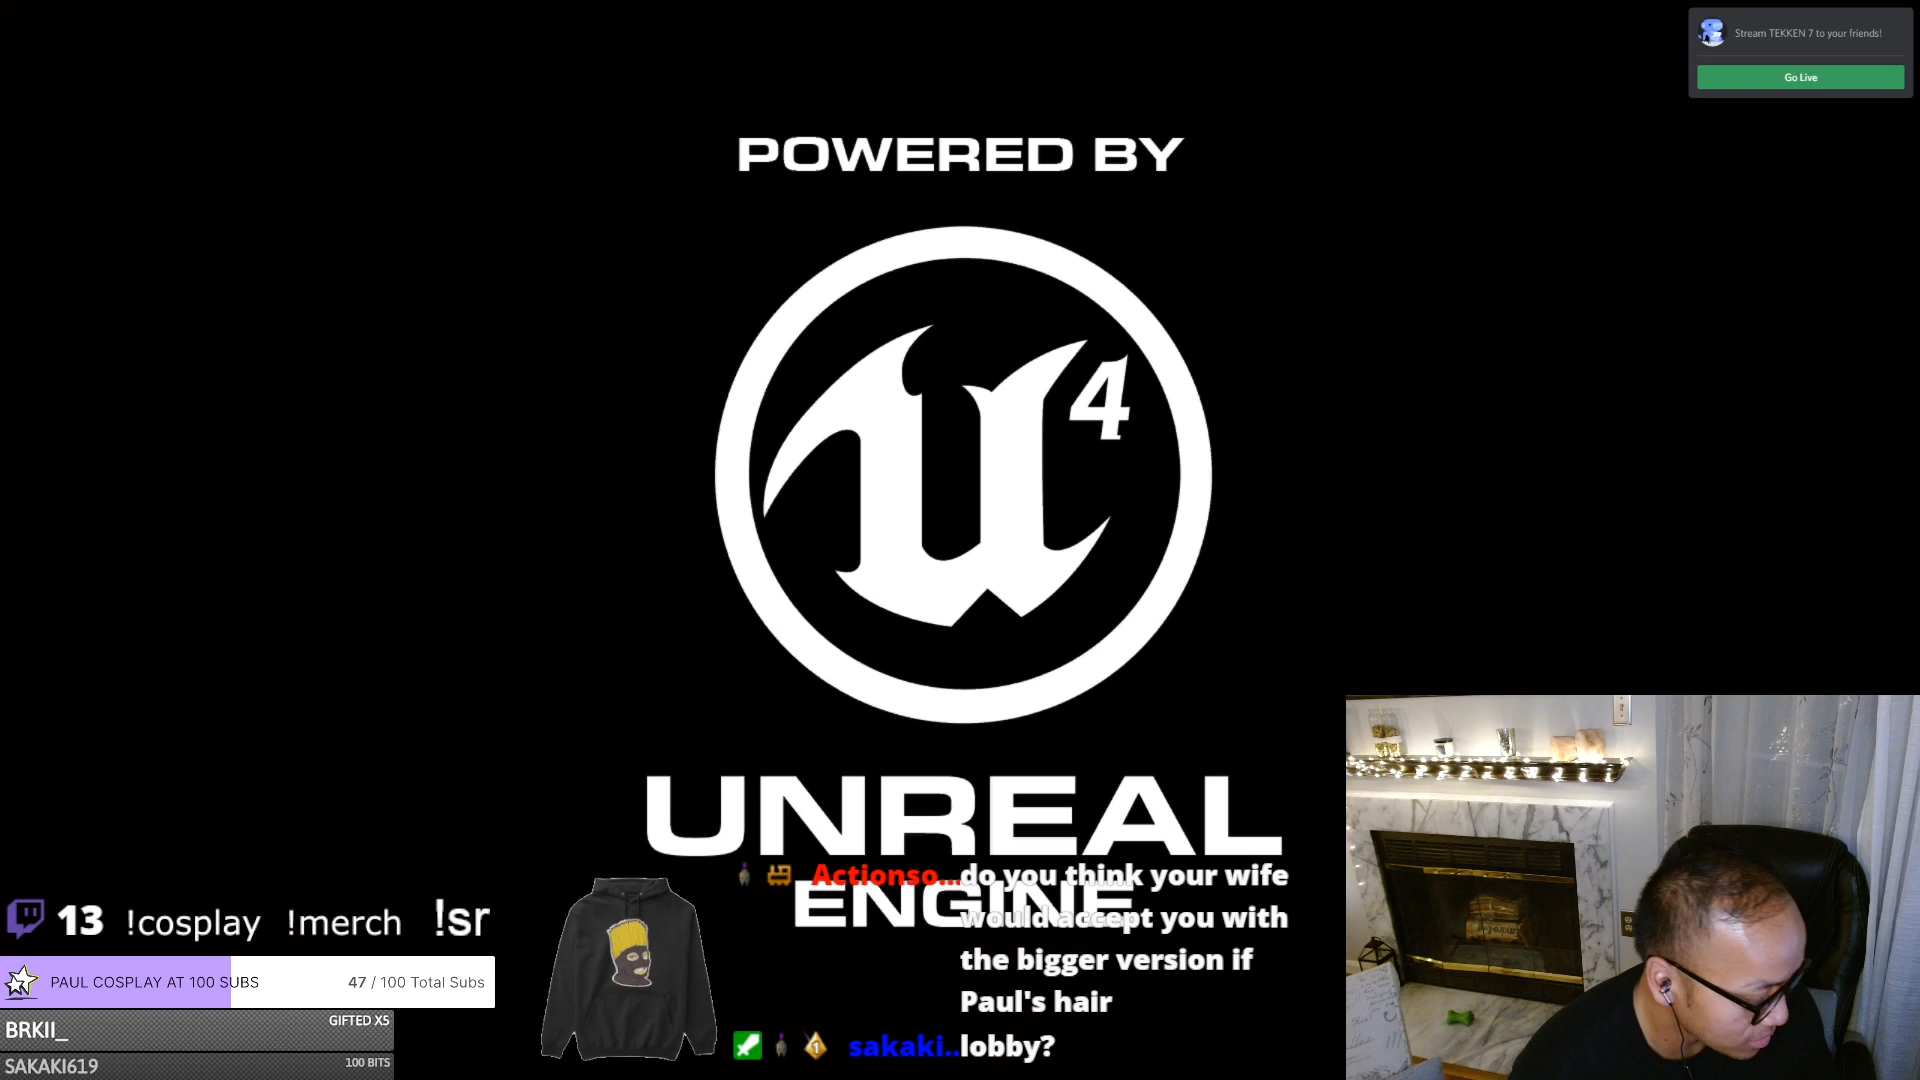 Stream TEKKEN 7 to your friends!
Go Live
POWERED BY
4
UNREAL
ENGINE
Actionso... do you think your wife
would accept you with
the bigger version if
Paul's hair
sakaki.. lobby?
13 !cosplay !merch !sr
PAUL COSPLAY AT 100 SUBS 47 / 100 Total Subs
BRKII_ GIFTED X5
SAKAKI619 100 BITS